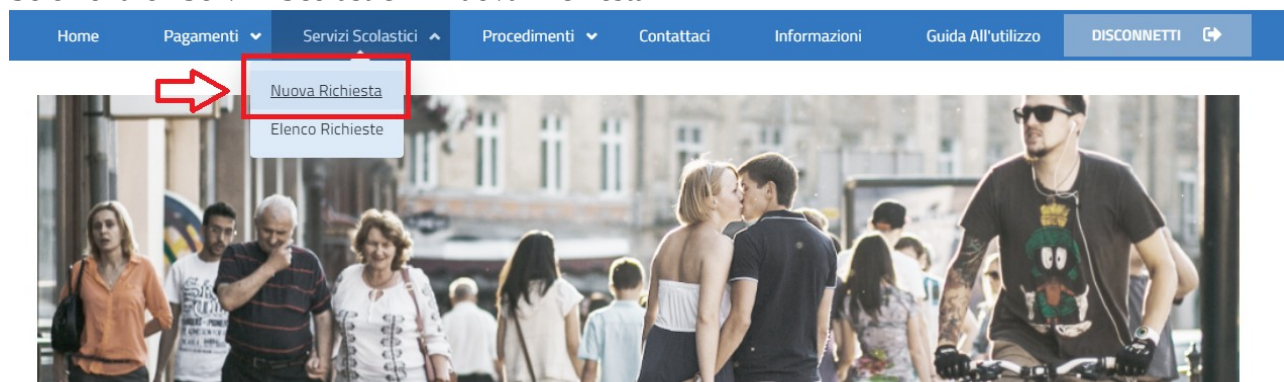 Home Pagamenti Servizi Scolastici Procedimenti Contattaci Informazioni Guida All'utilizzo DISCONNETTI
Nuova Richiesta
Elenco Richieste